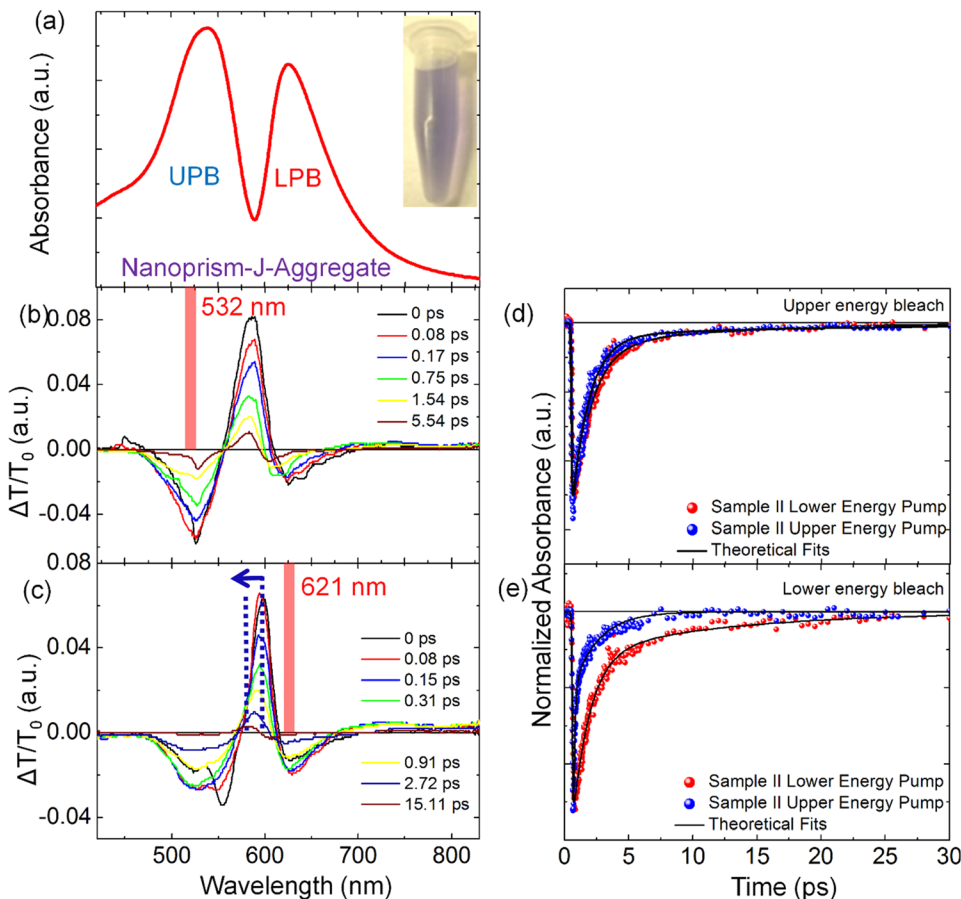 (a)
Absorbance (a.u.)
UPB
LPB
Nanoprism-J-Aggregate
(b)
532 nm
0.08
0.04
0.00
-0.04
0.08
ΔT/T0 (a.u.)
0 ps
0.08 ps
0.17 ps
0.75 ps
1.54 ps
5.54 ps
(c)
621 nm
0.04
0.00
-0.04
ΔT/T0 (a.u.)
0 ps
0.08 ps
0.15 ps
0.31 ps
0.91 ps
2.72 ps
15.11 ps
500
600
700
800
Wavelength (nm)
(d)
Upper energy bleach
Sample II Lower Energy Pump
Sample II Upper Energy Pump
Theoretical Fits
(e)
Lower energy bleach
Normalized Absorbance (a.u.)
Sample II Lower Energy Pump
Sample II Upper Energy Pump
Theoretical Fits
0
5
10
15
20
25
30
Time (ps)